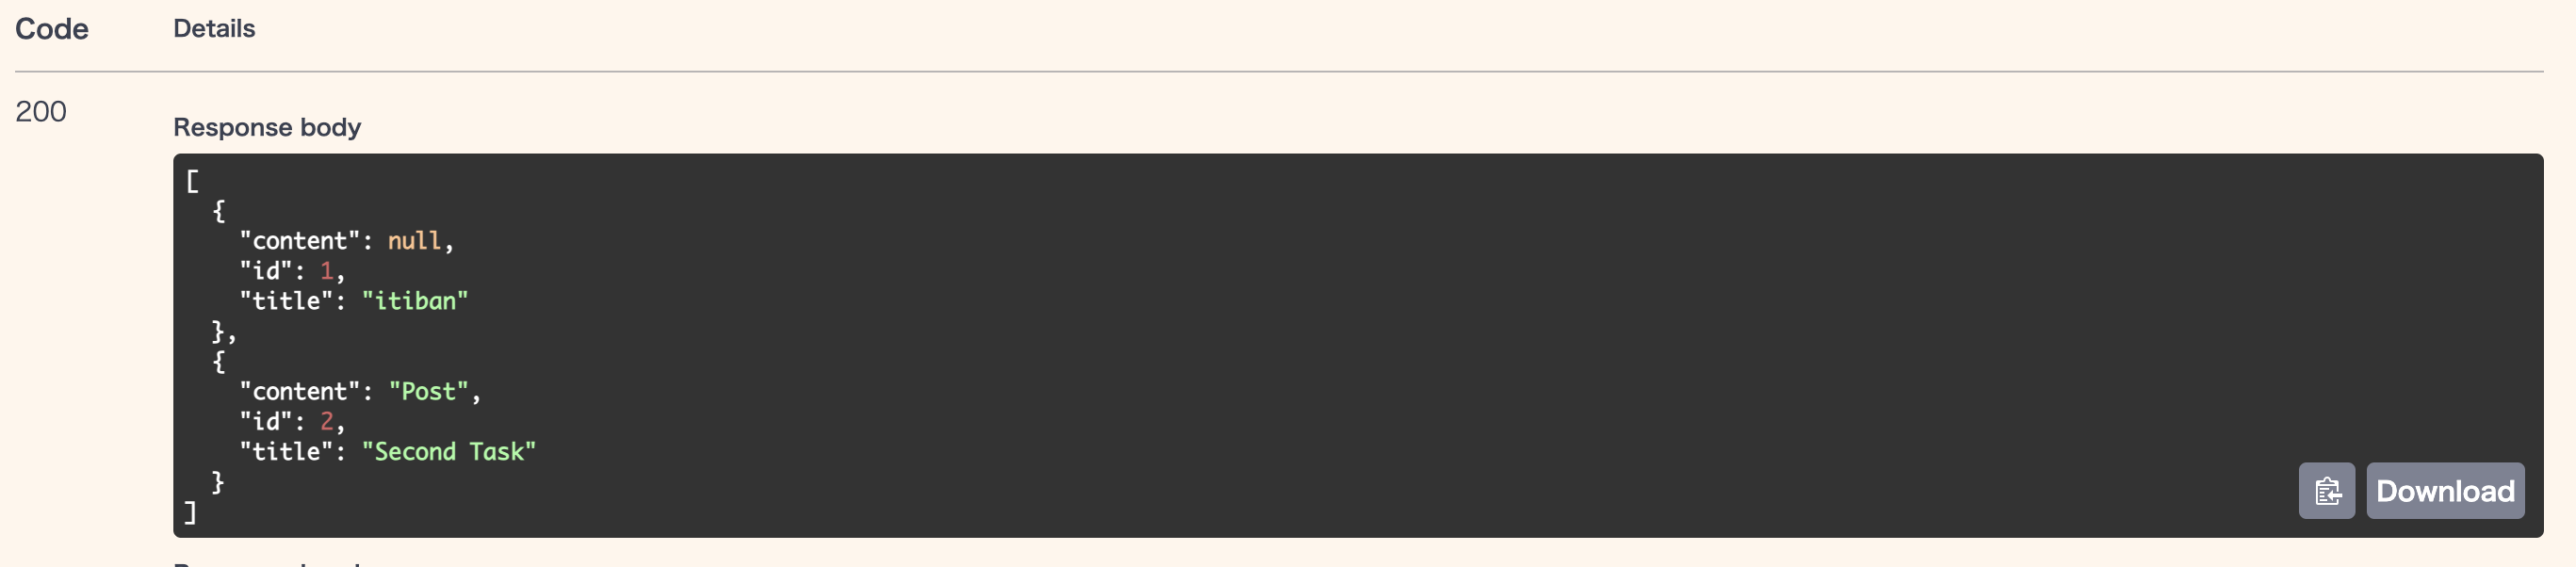 Code Details
200
Response body
[
  {
    "content": null,
    "id": 1,
    "title": "itiban"
  },
  {
    "content": "Post",
    "id": 2,
    "title": "Second Task"
  }
]
Download